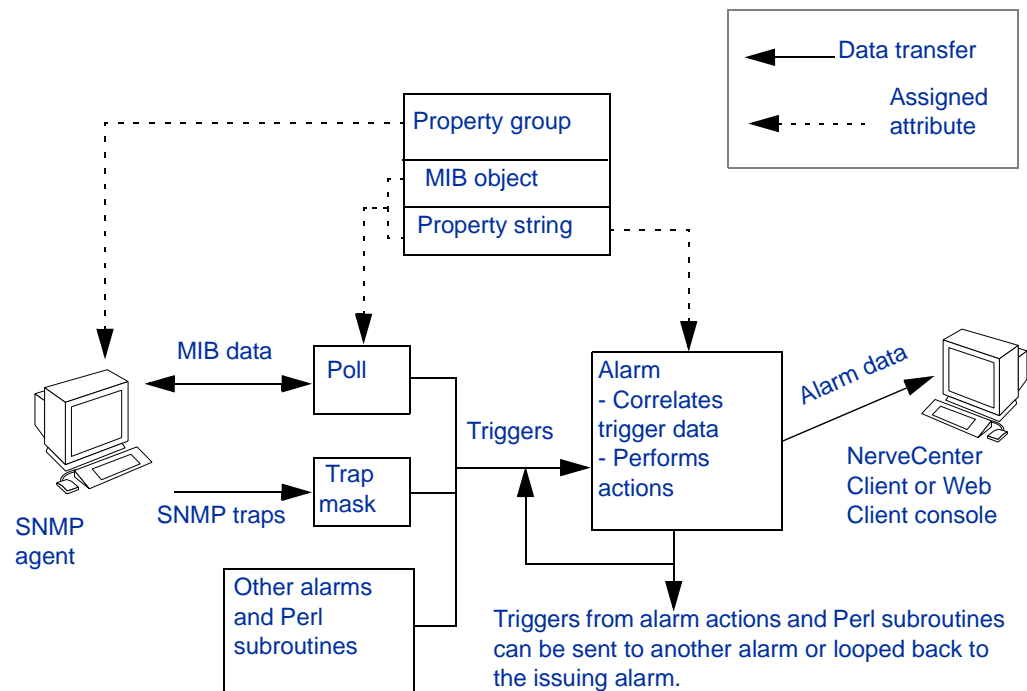 Data transfer
Assigned
attribute
Property group
MIB object
Property string
MIB data
Poll
Alarm
- Correlates
trigger data
- Performs
actions
Alarm data
Triggers
NerveCenter
Client or Web
Client console
Trap
mask
SNMP traps
SNMP
agent
Other alarms
and Perl
subroutines
Triggers from alarm actions and Perl subroutines
can be sent to another alarm or looped back to
the issuing alarm.